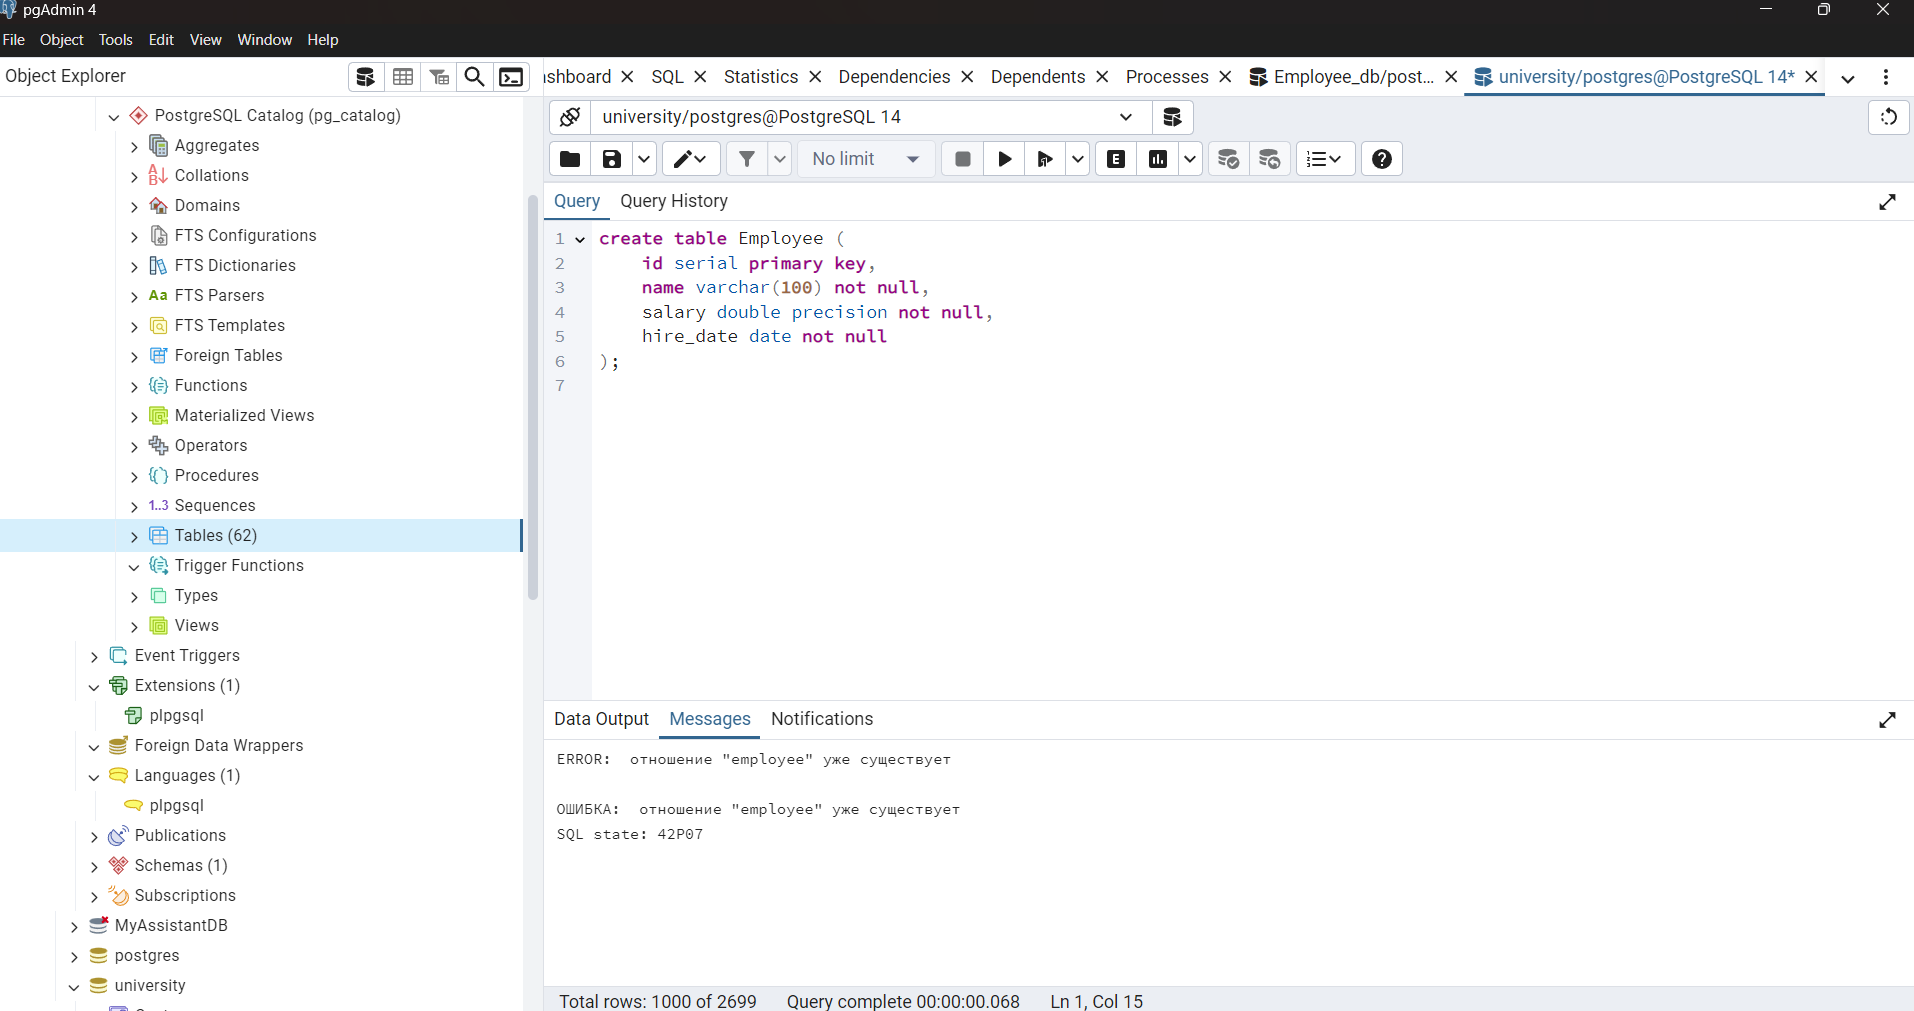 pgAdmin 4
File Object Tools Edit View Window Help
Object Explorer
shboard SQL Statistics Dependencies Dependents Processes Employee_db/post... university/postgres@PostgreSQL 14*
university/postgres@PostgreSQL 14
No limit
E
Query Query History
PostgreSQL Catalog (pg_catalog)
Aggregates
Collations
Domains
FTS Configurations
FTS Dictionaries
Aa FTS Parsers
FTS Templates
Foreign Tables
Functions
Materialized Views
Operators
Procedures
1..3 Sequences
Tables (62)
Trigger Functions
Types
Views
Event Triggers
Extensions (1)
plpgsql
Foreign Data Wrappers
Languages (1)
plpgsql
Publications
Schemas (1)
Subscriptions
MyAssistantDB
postgres
university
1 create table Employee (
2 id serial primary key,
3 name varchar(100) not null,
4 salary double precision not null,
5 hire_date date not null
6 );
7
Data Output Messages Notifications
ERROR: отношение "employee" уже существует
ОШИБКА: отношение "employee" уже существует
SQL state: 42P07
Total rows: 1000 of 2699 Query complete 00:00:00.068 Ln 1, Col 15